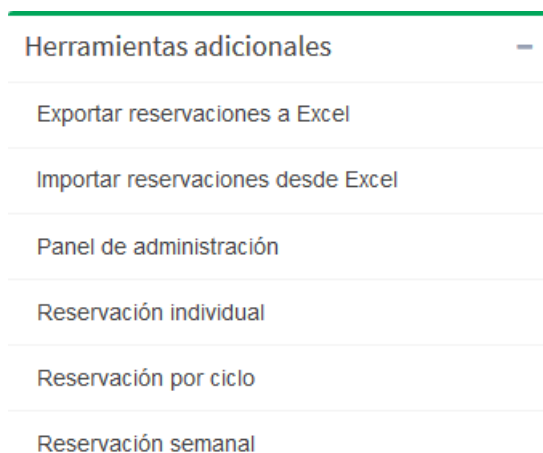 Herramientas adicionales
Exportar reservaciones a Excel
Importar reservaciones desde Excel
Panel de administración
Reservación individual
Reservación por ciclo
Reservación semanal